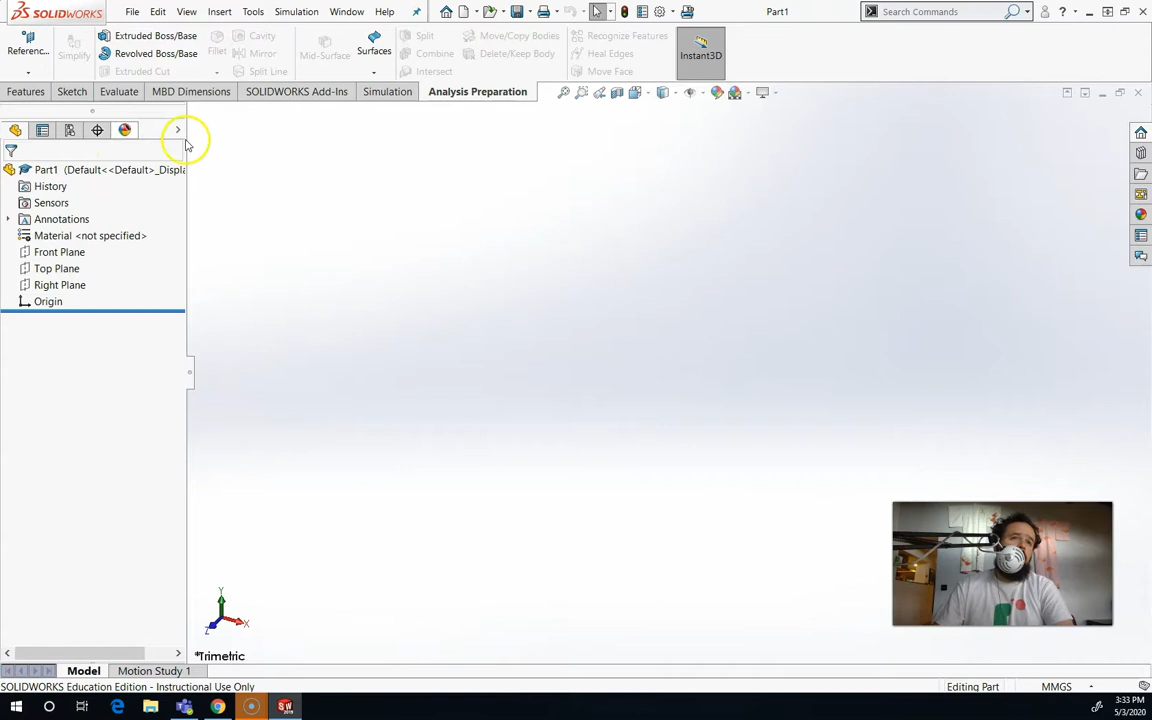 SOLIDWORKS File Edit View Insert Tools Simulation Window Help Part1 Search Commands ?
Referenc...
Simplify
Extruded Boss/Base
Revolved Boss/Base
Extruded Cut
Fillet
Cavity
Mirror
Split Line
Mid-Surface
Surfaces
Split
Combine
Intersect
Move/Copy Bodies
Delete/Keep Body
Recognize Features
Heal Edges
Move Face
Instant3D
Features Sketch Evaluate MBD Dimensions SOLIDWORKS Add-Ins Simulation Analysis Preparation
Part1 (Default<<Default>_Displa
History
Sensors
Annotations
Material <not specified>
Front Plane
Top Plane
Right Plane
Origin
Y
X
Z
*Trimetric
Model Motion Study 1
SOLIDWORKS Education Edition - Instructional Use Only Editing Part MMGS
3:33 PM
5/3/2020